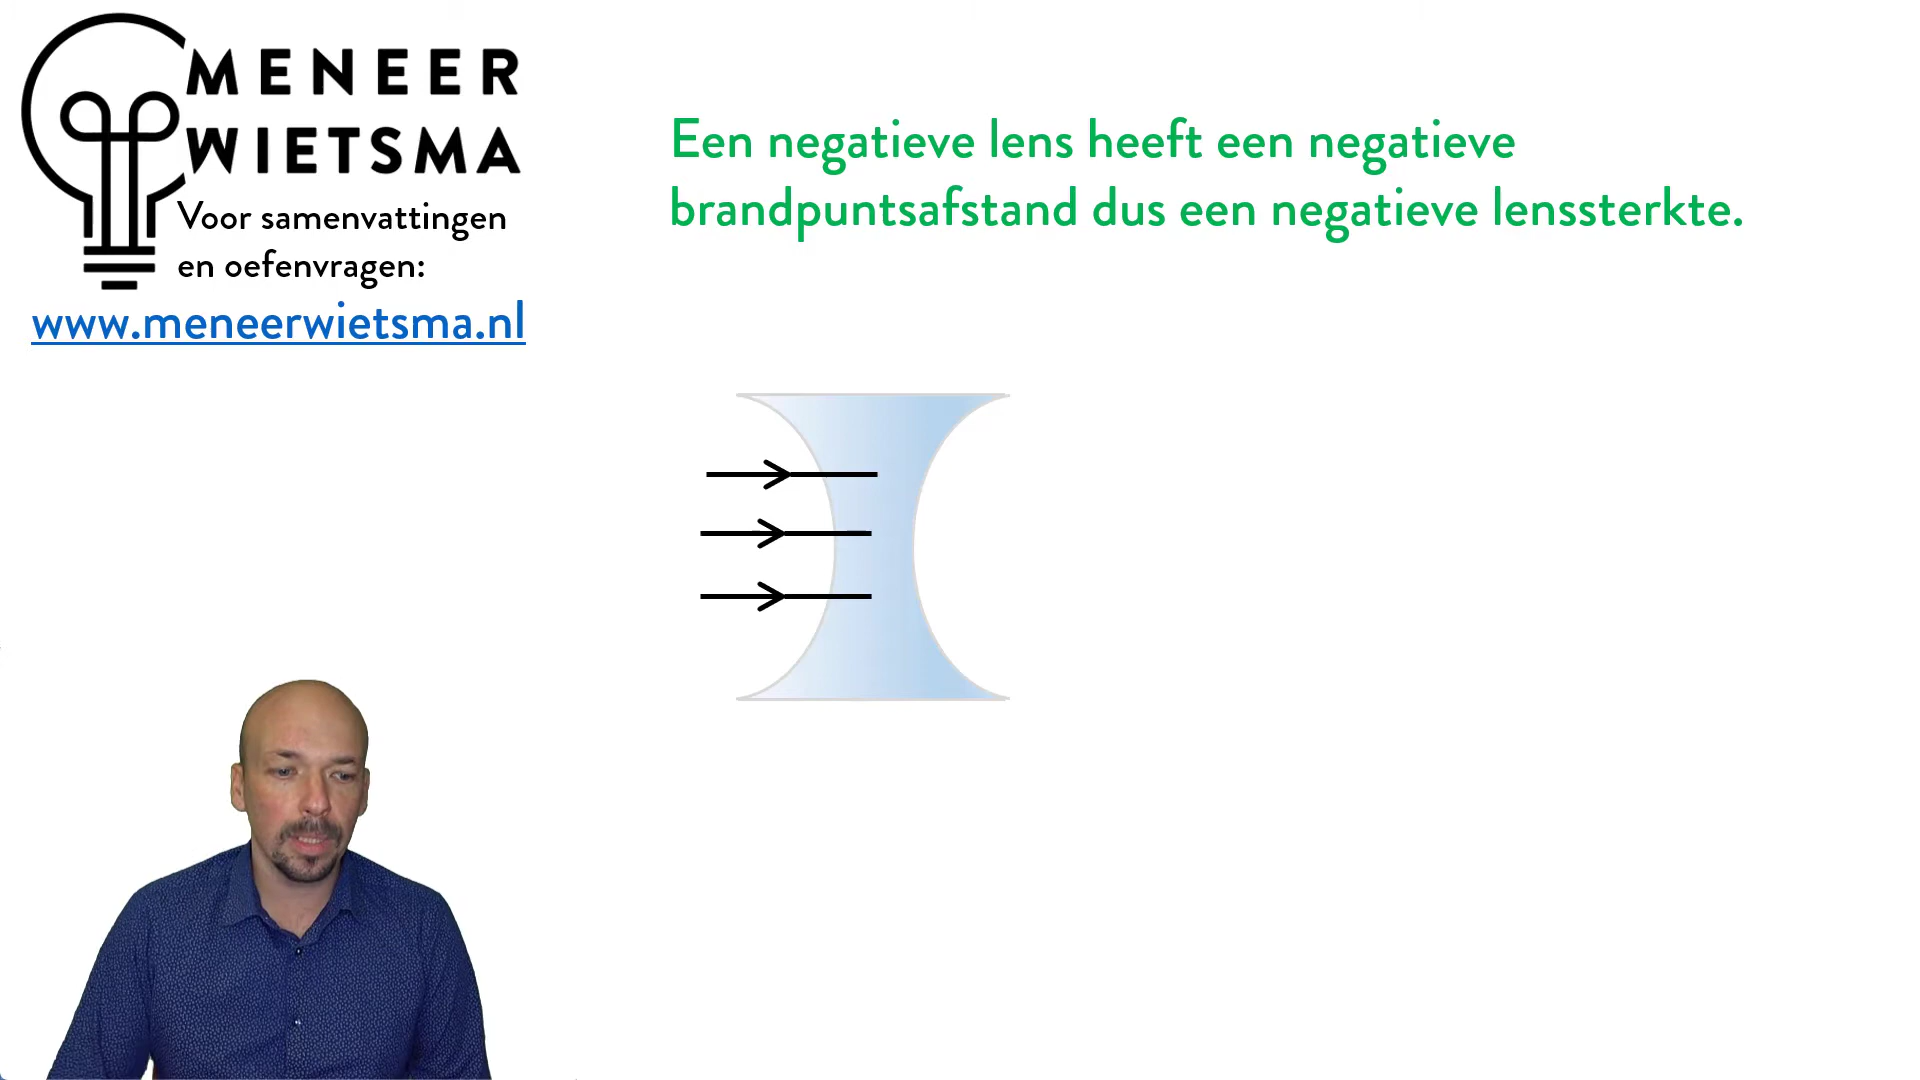 MENEER
WIETSMA
Voor samenvattingen
en oefenvragen:
www.meneerwietsma.nl
Een negatieve lens heeft een negatieve
brandpuntsafstand dus een negatieve lenssterkte.